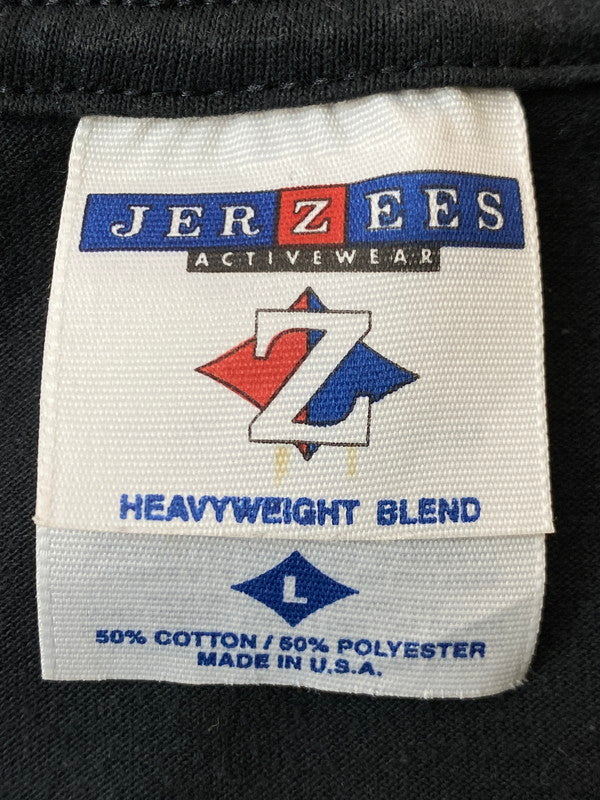 JERZEES
ACTIVEWEAR
Z
HEAVYWEIGHT BLEND
L
50% COTTON / 50% POLYESTER
MADE IN U.S.A.